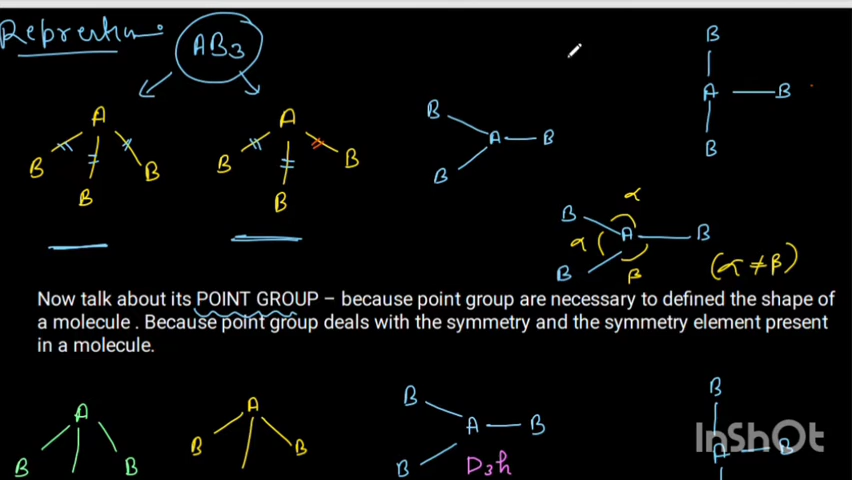 Reprention:
AB3
B
A B
B
A
B B
B
A
B B
B
B
A B
B
α
B
α A B
B β (α ≠ β)
Now talk about its POINT GROUP – because point group are necessary to defined the shape of
a molecule . Because point group deals with the symmetry and the symmetry element present
in a molecule.
A
B B
A
B B
B
A B
B
D3h
B
A B
InShOt